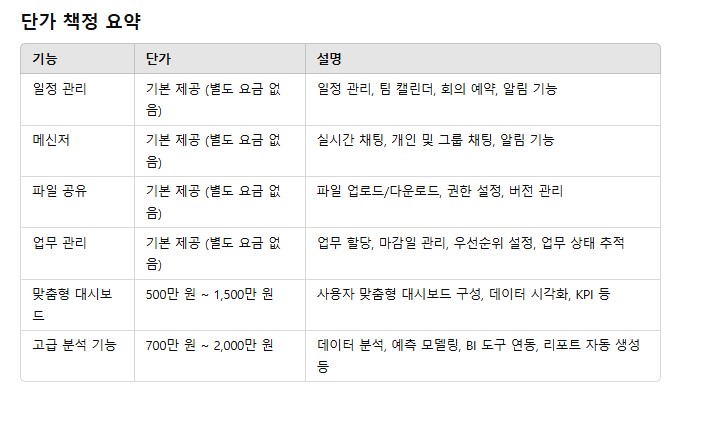 단가 책정 요약
기능 단가 설명
일정 관리 기본 제공 (별도 요금 없음) 일정 관리, 팀 캘린더, 회의 예약, 알림 기능
메신저 기본 제공 (별도 요금 없음) 실시간 채팅, 개인 및 그룹 채팅, 알림 기능
파일 공유 기본 제공 (별도 요금 없음) 파일 업로드/다운로드, 권한 설정, 버전 관리
업무 관리 기본 제공 (별도 요금 없음) 업무 할당, 마감일 관리, 우선순위 설정, 업무 상태 추적
맞춤형 대시보드 500만 원 ~ 1,500만 원 사용자 맞춤형 대시보드 구성, 데이터 시각화, KPI 등
고급 분석 기능 700만 원 ~ 2,000만 원 데이터 분석, 예측 모델링, BI 도구 연동, 리포트 자동 생성 등